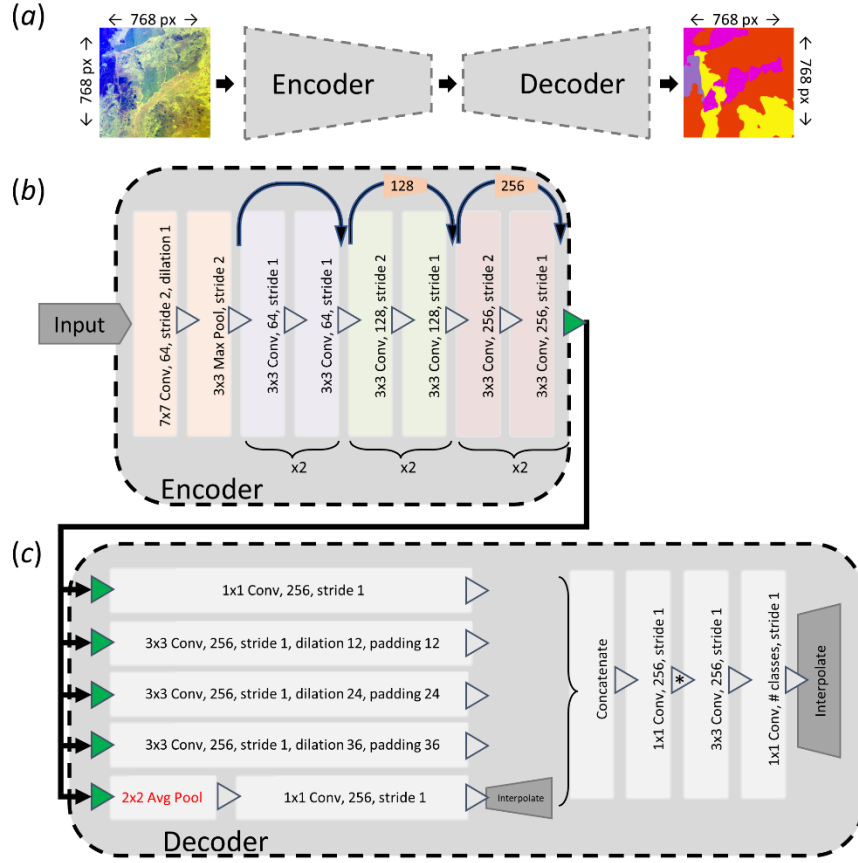 (a)
← 768 px →
← 768 px →
Encoder
Decoder
← 768 px →
← 768 px →
(b)
128
256
Input
7x7 Conv, 64, stride 2, dilation 1
3x3 Max Pool, stride 2
3x3 Conv, 64, stride 1
3x3 Conv, 64, stride 1
3x3 Conv, 128, stride 2
3x3 Conv, 128, stride 1
3x3 Conv, 256, stride 2
3x3 Conv, 256, stride 1
x2
x2
x2
Encoder
(c)
1x1 Conv, 256, stride 1
3x3 Conv, 256, stride 1, dilation 12, padding 12
3x3 Conv, 256, stride 1, dilation 24, padding 24
3x3 Conv, 256, stride 1, dilation 36, padding 36
2x2 Avg Pool
1x1 Conv, 256, stride 1
Interpolate
Concatenate
1x1 Conv, 256, stride 1
*
3x3 Conv, 256, stride 1
1x1 Conv, # classes, stride 1
Interpolate
Decoder